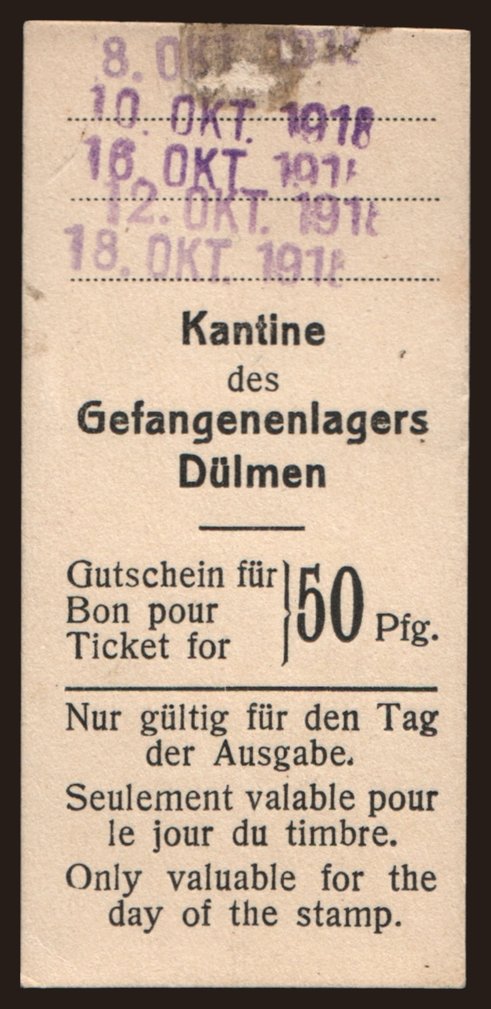 8. OKT. 1918
10. OKT. 1918
16. OKT. 1918
12. OKT. 1918
18. OKT. 1918
Kantine
des
Gefangenenlagers
Dülmen
Gutschein für
Bon pour
Ticket for
50 Pfg.
Nur gültig für den Tag
der Ausgabe.
Seulement valable pour
le jour du timbre.
Only valuable for the
day of the stamp.